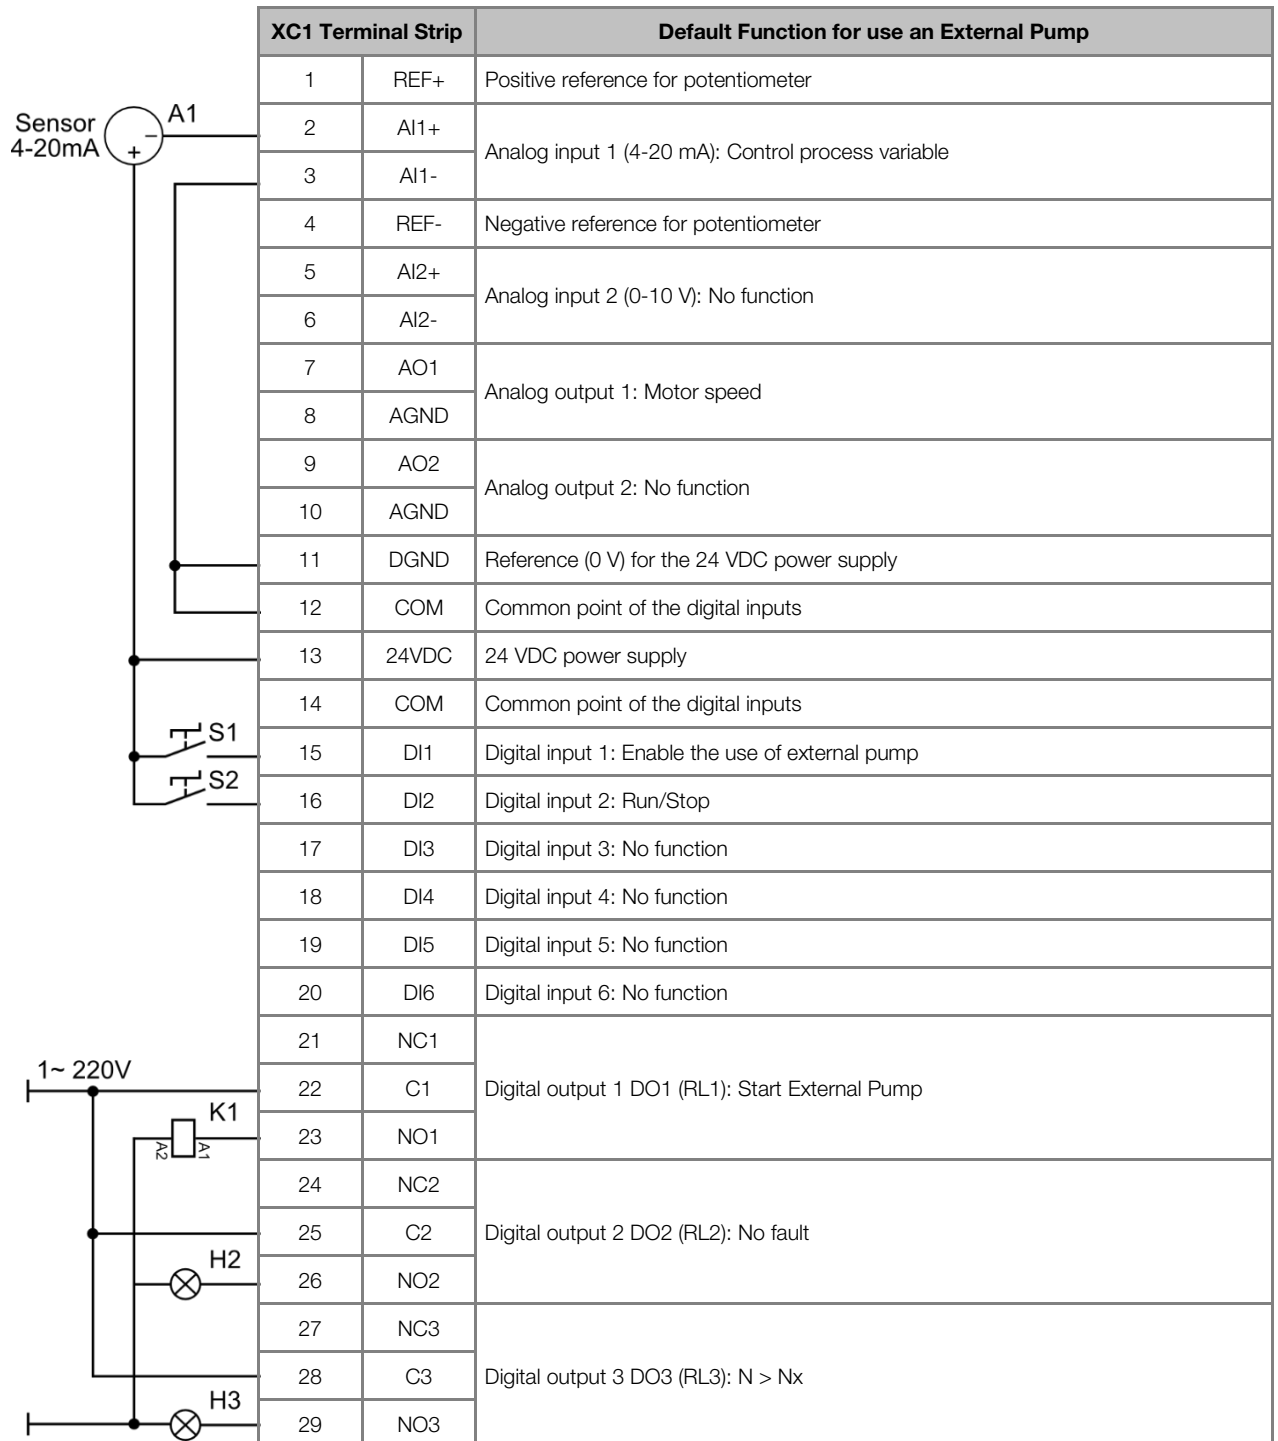 XC1 Terminal Strip Default Function for use an External Pump
1 REF+ Positive reference for potentiometer
Sensor 4-20mA
A1
+
−
2 AI1+
Analog input 1 (4-20 mA): Control process variable
3 AI1-
4 REF- Negative reference for potentiometer
5 AI2+
Analog input 2 (0-10 V): No function
6 AI2-
7 AO1
Analog output 1: Motor speed
8 AGND
9 AO2
Analog output 2: No function
10 AGND
11 DGND Reference (0 V) for the 24 VDC power supply
12 COM Common point of the digital inputs
13 24VDC 24 VDC power supply
14 COM Common point of the digital inputs
S1
15 DI1 Digital input 1: Enable the use of external pump
S2
16 DI2 Digital input 2: Run/Stop
17 DI3 Digital input 3: No function
18 DI4 Digital input 4: No function
19 DI5 Digital input 5: No function
20 DI6 Digital input 6: No function
21 NC1
1~ 220V
22 C1 Digital output 1 DO1 (RL1): Start External Pump
K1
A2 A1
23 NO1
24 NC2
25 C2 Digital output 2 DO2 (RL2): No fault
H2
26 NO2
27 NC3
28 C3 Digital output 3 DO3 (RL3): N > Nx
H3
29 NO3